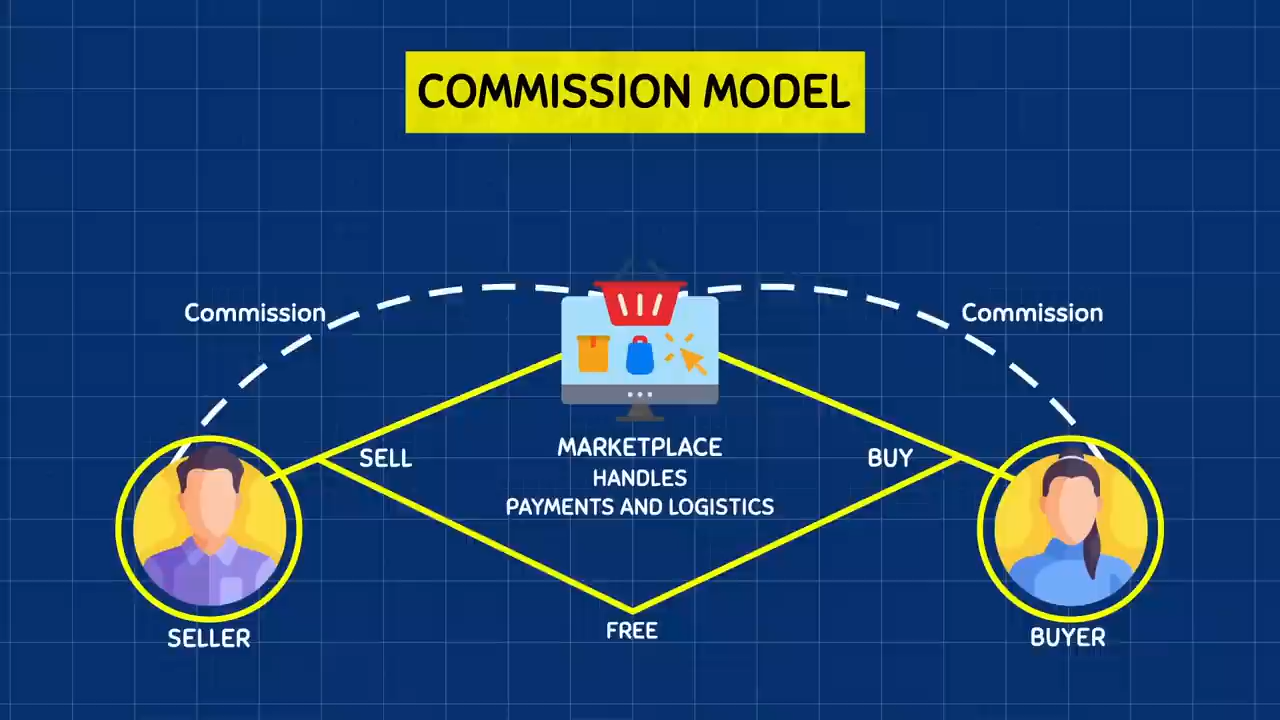 COMMISSION MODEL
Commission
Commission
SELL
MARKETPLACE
HANDLES
PAYMENTS AND LOGISTICS
BUY
FREE
SELLER
BUYER